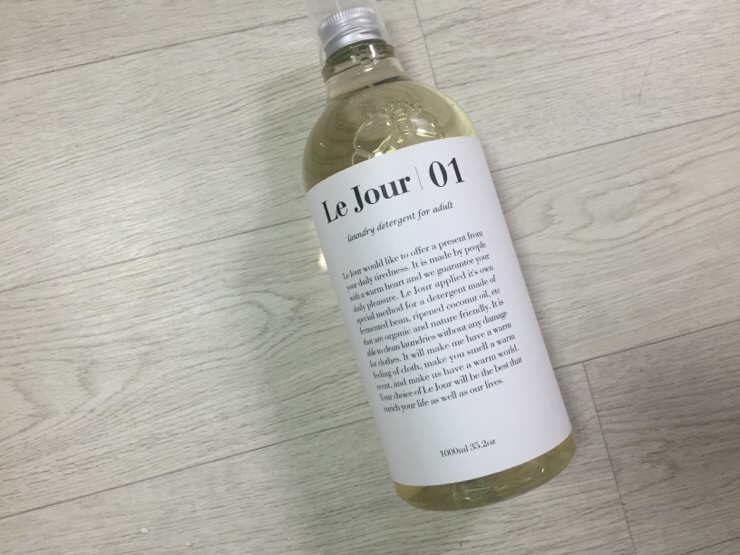 Le Jour | 01
laundry detergent for adult
Le Jour would like to offer a present from
your daily tiredness. It is made by people
with a warm heart and we guarantee your
daily pleasure. Le Jour applied it's own
special method for a detergent made of
fermented bean, ripened coconut oil, etc
that are organic and nature friendly. It is
able to clean laundries without any damage
for clothes. It will make me have a warm
feeling of cloth, make you smell a warm
scent, and make us have a warm world.
Your choice of Le Jour will be the best that
enrich your life as well as our lives.
1000ml 35.2oz